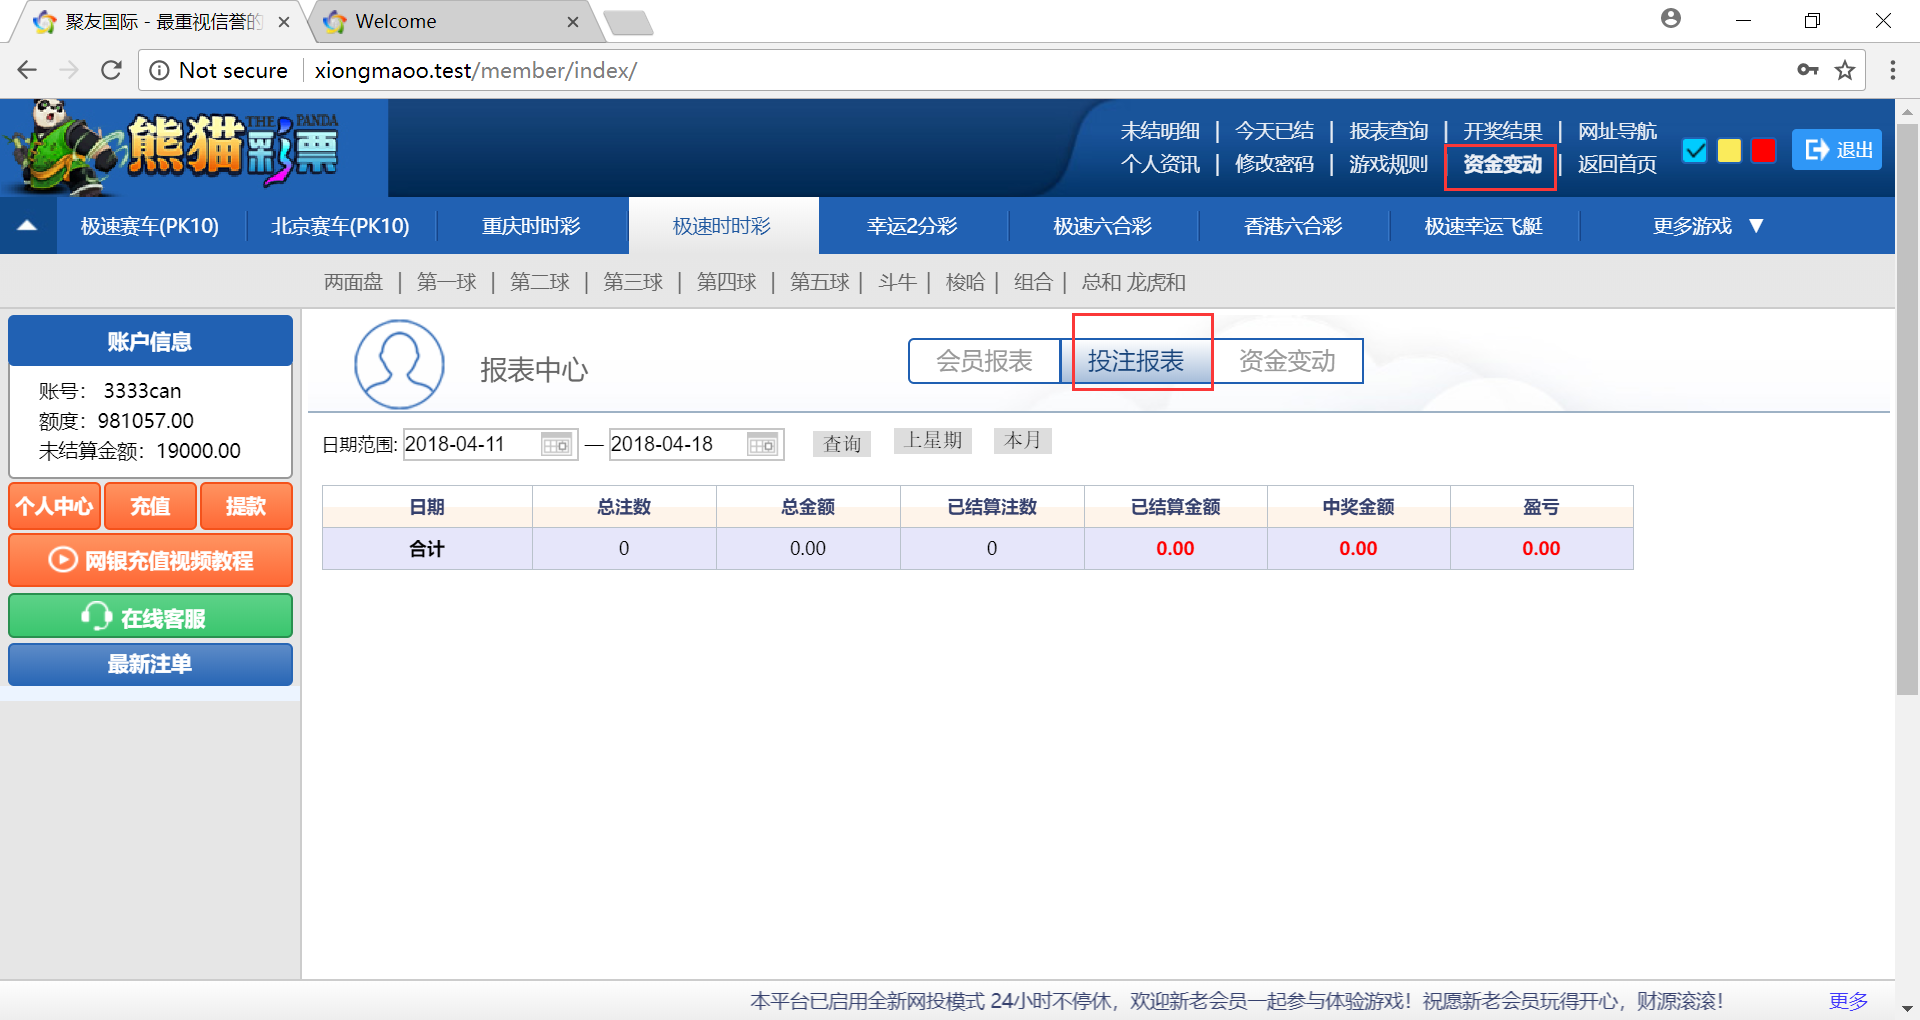 聚友国际 - 最重视信誉的
Welcome
Not secure xiongmaoo.test/member/index/
THE PANDA
熊猫彩票
未结明细 | 今天已结 | 报表查询 | 开奖结果 | 网址导航
个人资讯 | 修改密码 | 游戏规则 | 资金变动 | 返回首页
退出
极速赛车(PK10) 北京赛车(PK10) 重庆时时彩 极速时时彩 幸运2分彩 极速六合彩 香港六合彩 极速幸运飞艇 更多游戏 ▼
两面盘 | 第一球 | 第二球 | 第三球 | 第四球 | 第五球 | 斗牛 | 梭哈 | 组合 | 总和 龙虎和
账户信息
账号： 3333can
额度：981057.00
未结算金额：19000.00
个人中心 充值 提款
网银充值视频教程
在线客服
最新注单
报表中心
会员报表 投注报表 资金变动
日期范围: 2018-04-11 — 2018-04-18 查询 上星期 本月
日期 总注数 总金额 已结算注数 已结算金额 中奖金额 盈亏
合计 0 0.00 0 0.00 0.00 0.00
本平台已启用全新网投模式 24小时不停休，欢迎新老会员一起参与体验游戏！祝愿新老会员玩得开心，财源滚滚！
更多